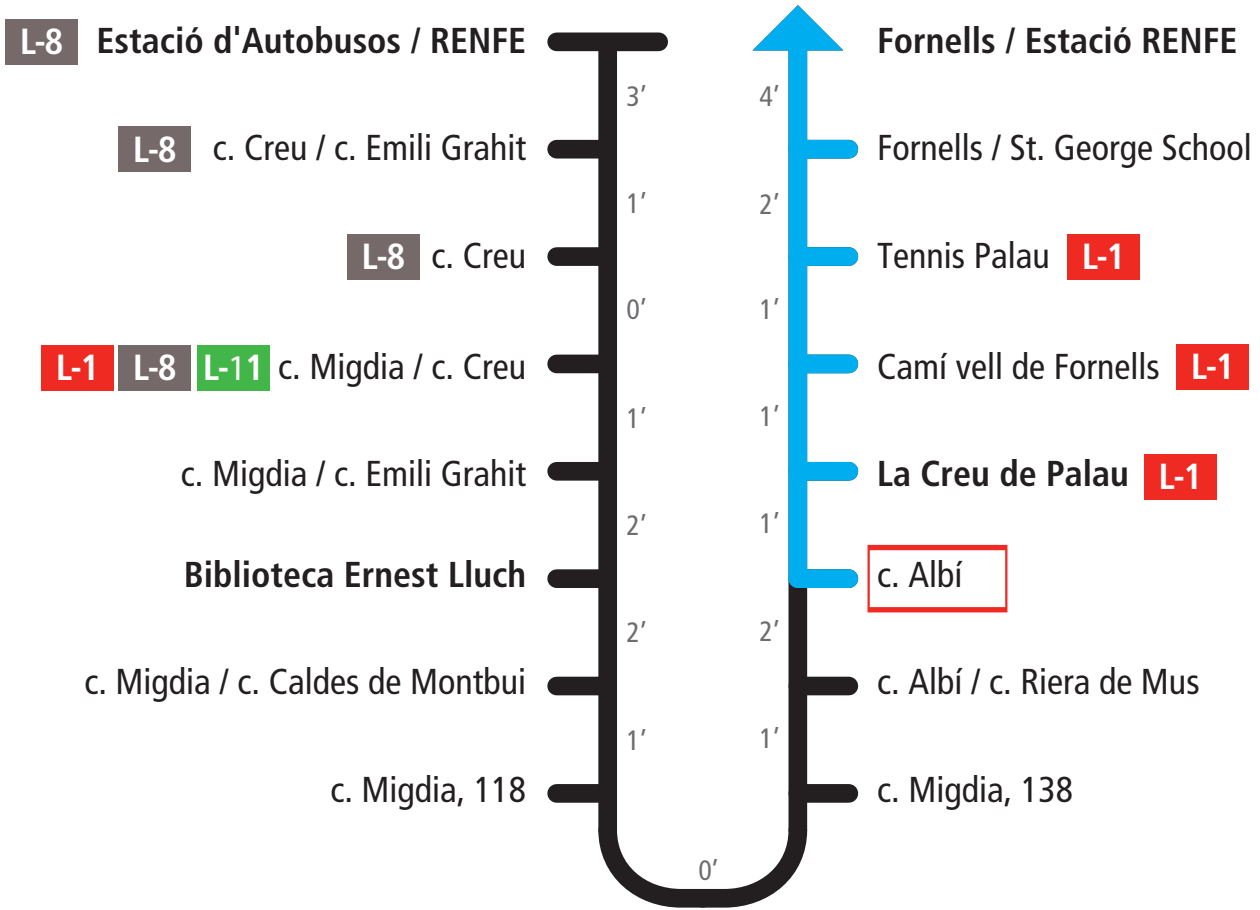 L-8 Estació d'Autobusos / RENFE
3’
L-8 c. Creu / c. Emili Grahit
1’
L-8 c. Creu
0’
L-1 L-8 L-11 c. Migdia / c. Creu
1’
c. Migdia / c. Emili Grahit
2’
Biblioteca Ernest Lluch
2’
c. Migdia / c. Caldes de Montbui
1’
c. Migdia, 118
0’
c. Migdia, 138
1’
c. Albí / c. Riera de Mus
2’
c. Albí
1’
La Creu de Palau L-1
1’
Camí vell de Fornells L-1
1’
Tennis Palau L-1
2’
Fornells / St. George School
4’
Fornells / Estació RENFE